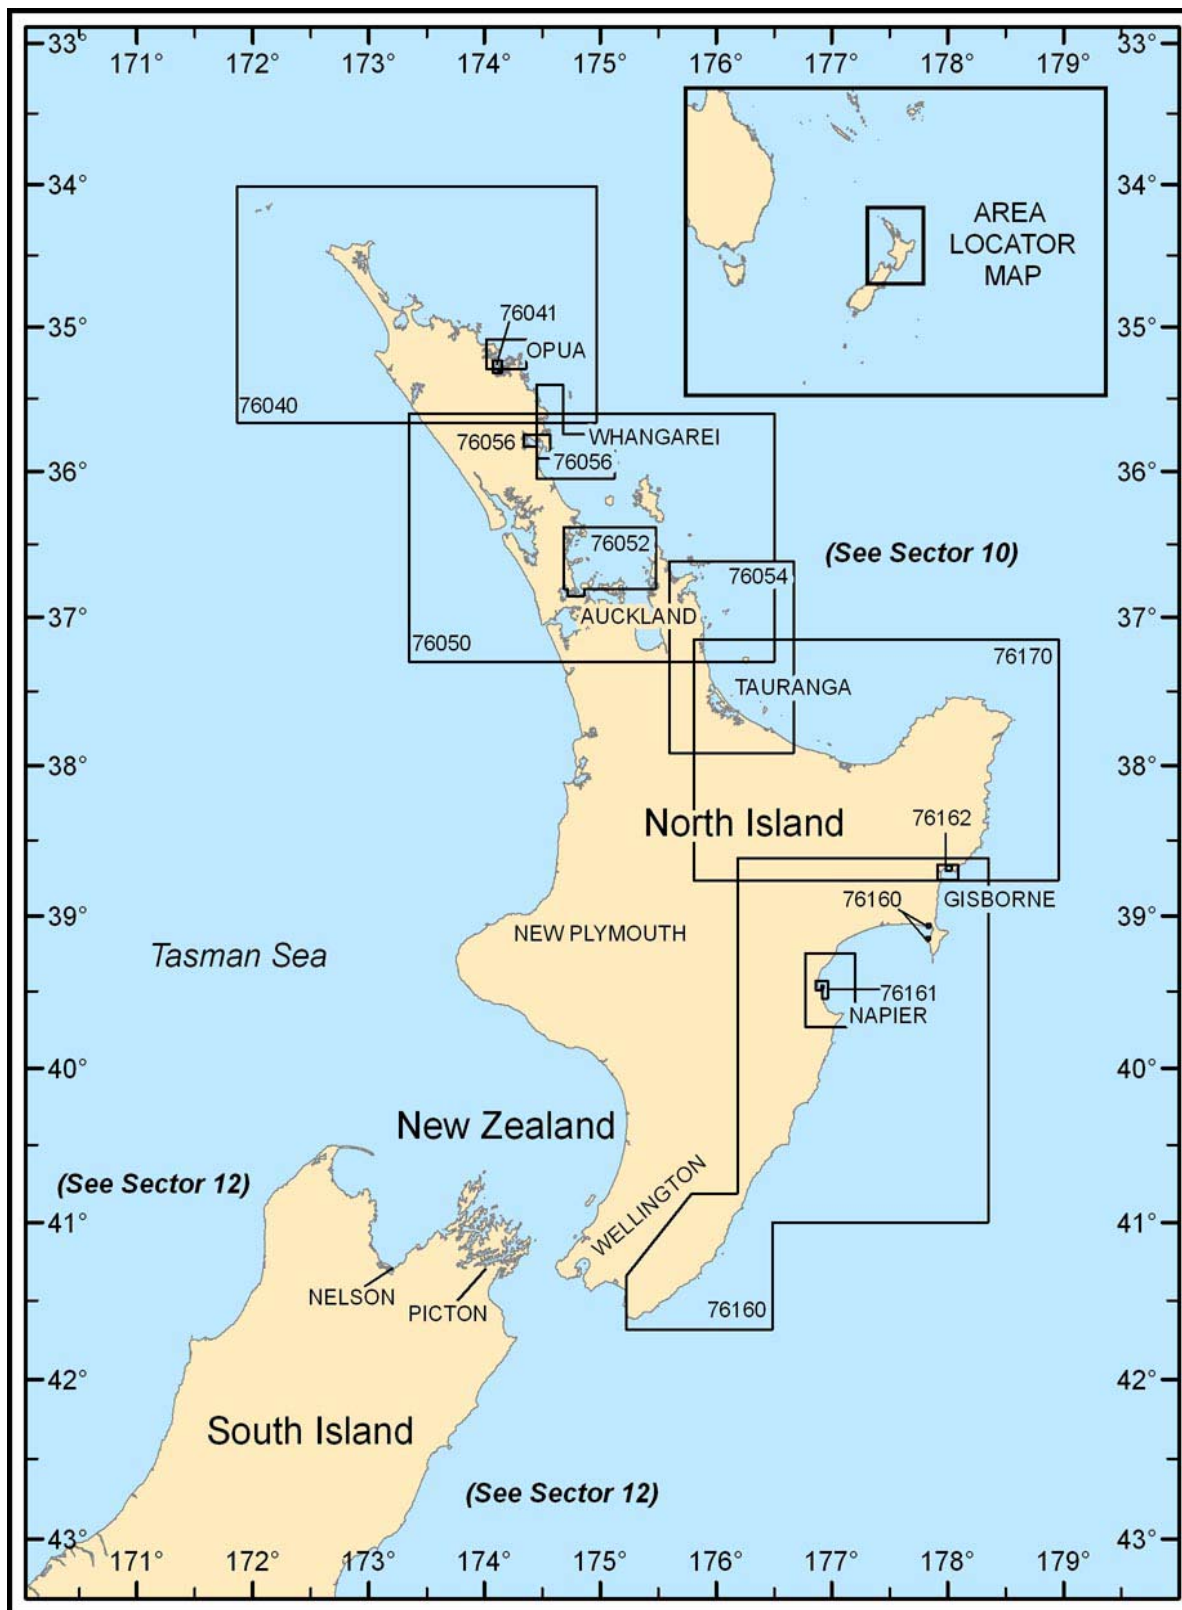 33°
171°
172°
173°
174°
175°
176°
177°
178°
179°
33°
34°
34°
AREA
LOCATOR
MAP
76041
35°
OPUA
35°
76040
76056
WHANGAREI
76056
36°
36°
76052
(See Sector 10)
76054
37°
AUCKLAND
37°
76050
76170
TAURANGA
38°
38°
North Island
76162
76160
GISBORNE
39°
NEW PLYMOUTH
39°
Tasman Sea
76161
NAPIER
40°
40°
New Zealand
(See Sector 12)
WELLINGTON
41°
41°
NELSON
PICTON
76160
42°
42°
South Island
(See Sector 12)
43°
171°
172°
173°
174°
175°
176°
177°
178°
179°
43°